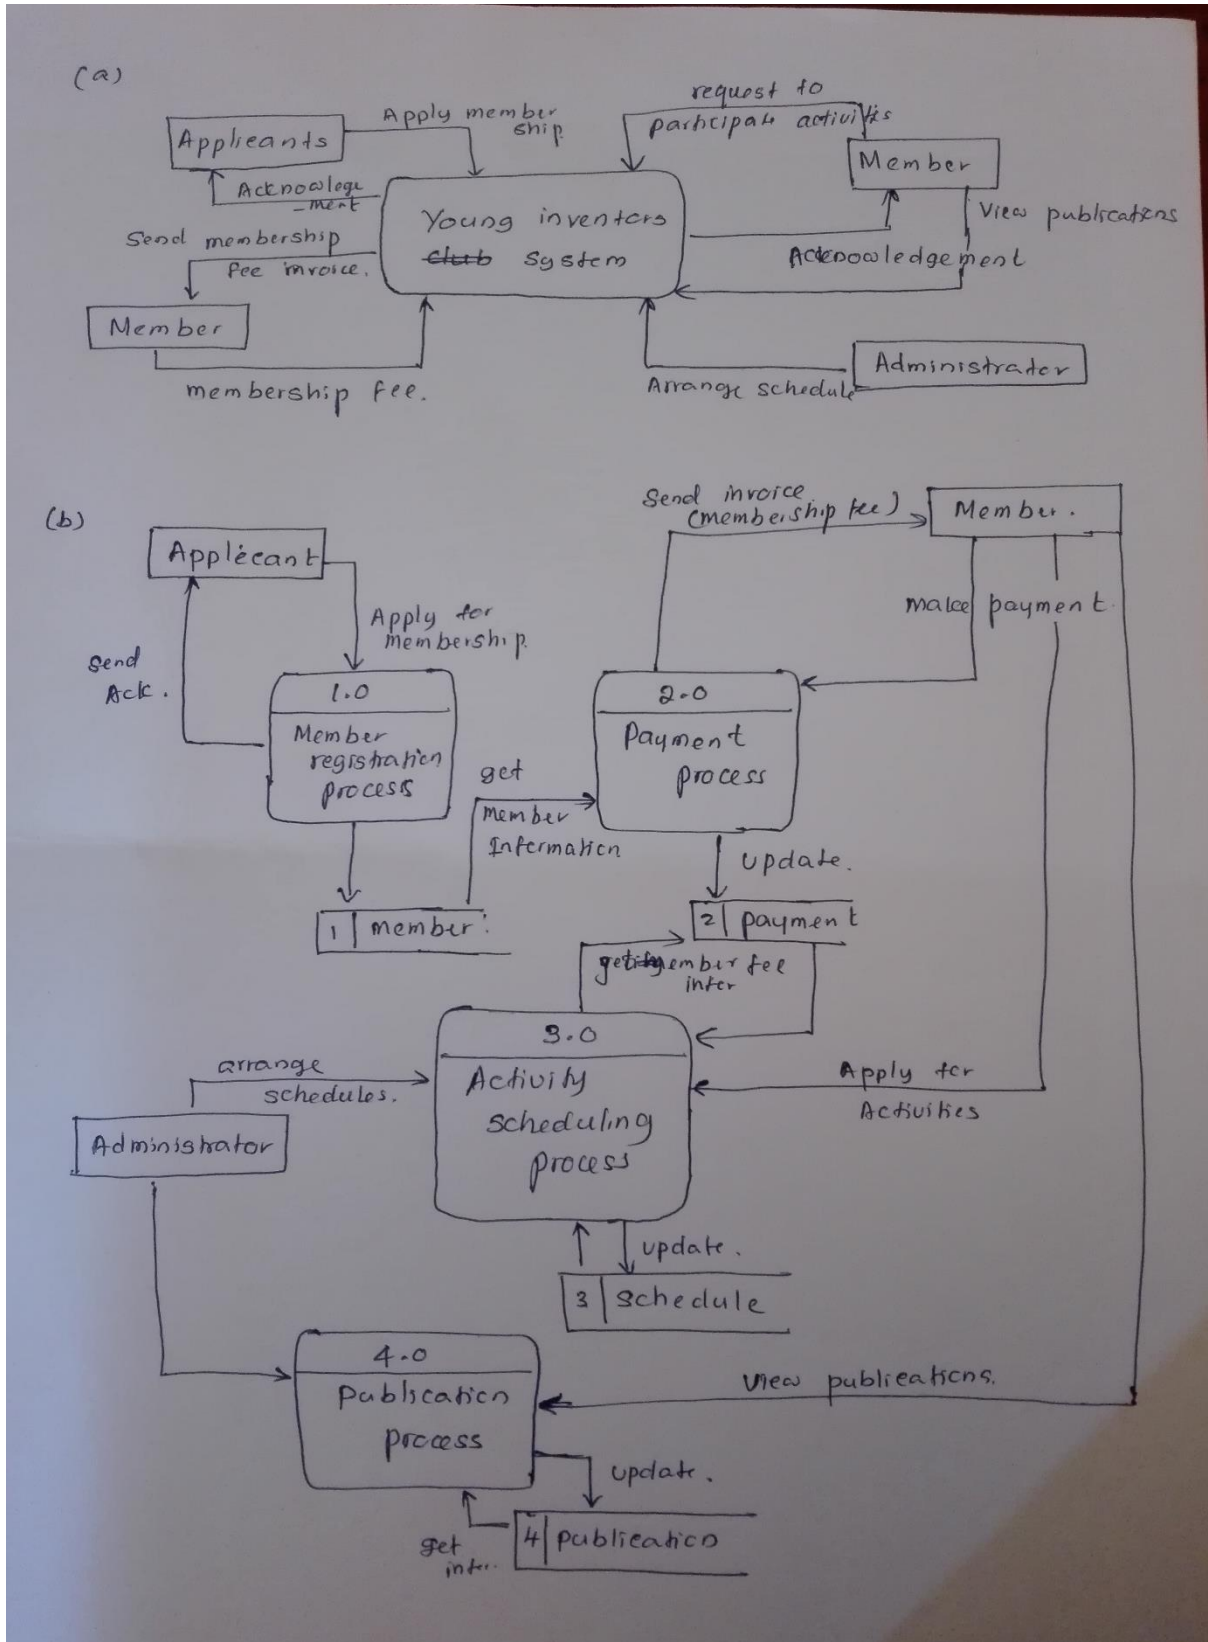 (a)
Applicants
Apply member
ship
Acknowlege
-ment
request to
participate activities
Member
View publications
Young inventors
club system
Acknowledgement
Send membership
fee invoice.
Member
membership fee.
Administrator
Arrange schedule
(b)
Applicant
Apply for
membership.
Send
Ack.
Send invoice
(membership fee)
Member.
make payment.
1.0
Member
registration
process
2.0
Payment
process
get
member
Information
update.
1 member
2 payment
member fee
infor
3.0
Activity
scheduling
process
arrange
schedules.
Administrator
Apply for
Activities
update.
3 schedule
4.0
Publication
process
View publications.
update.
get
infor.
4 publication